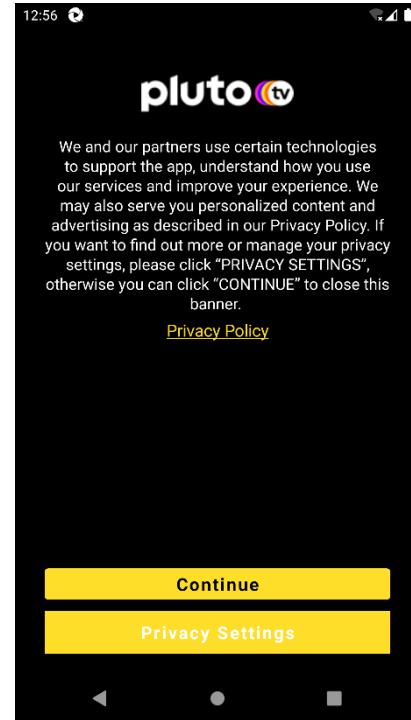 12:56
pluto tv
We and our partners use certain technologies
to support the app, understand how you use
our services and improve your experience. We
may also serve you personalized content and
advertising as described in our Privacy Policy. If
you want to find out more or manage your privacy
settings, please click “PRIVACY SETTINGS”,
otherwise you can click “CONTINUE” to close this
banner.
Privacy Policy
Continue
Privacy Settings